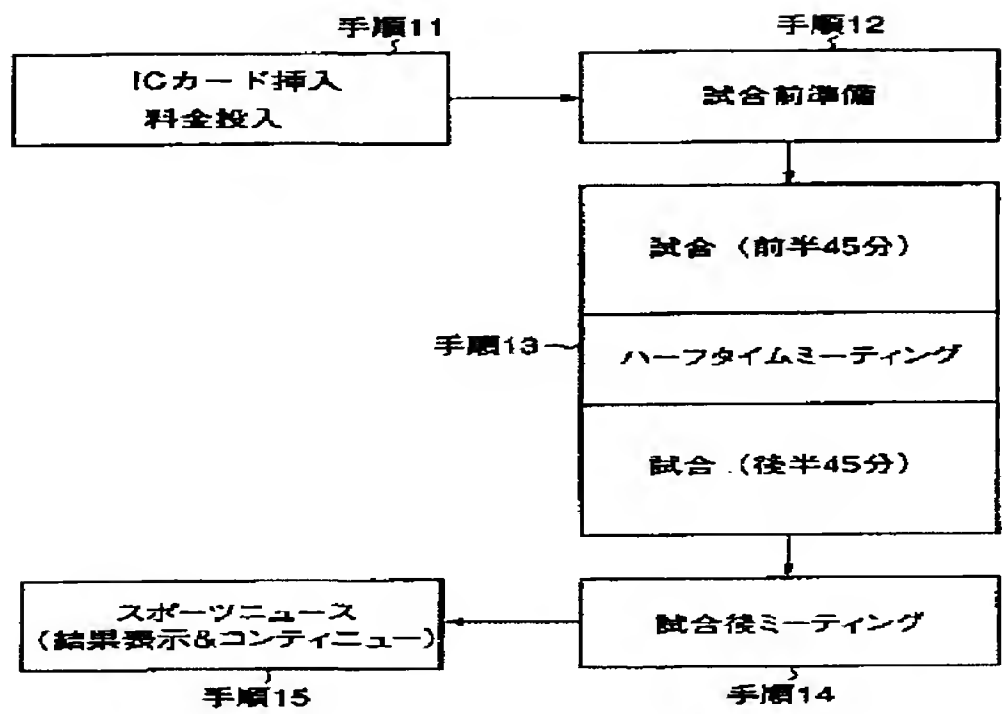 手順11
ICカード挿入
料金投入
手順12
試合前準備
試合（前半45分）
手順13
ハーフタイムミーティング
試合（後半45分）
スポーツニュース
（結果表示&コンティニュー）
手順15
試合後ミーティング
手順14